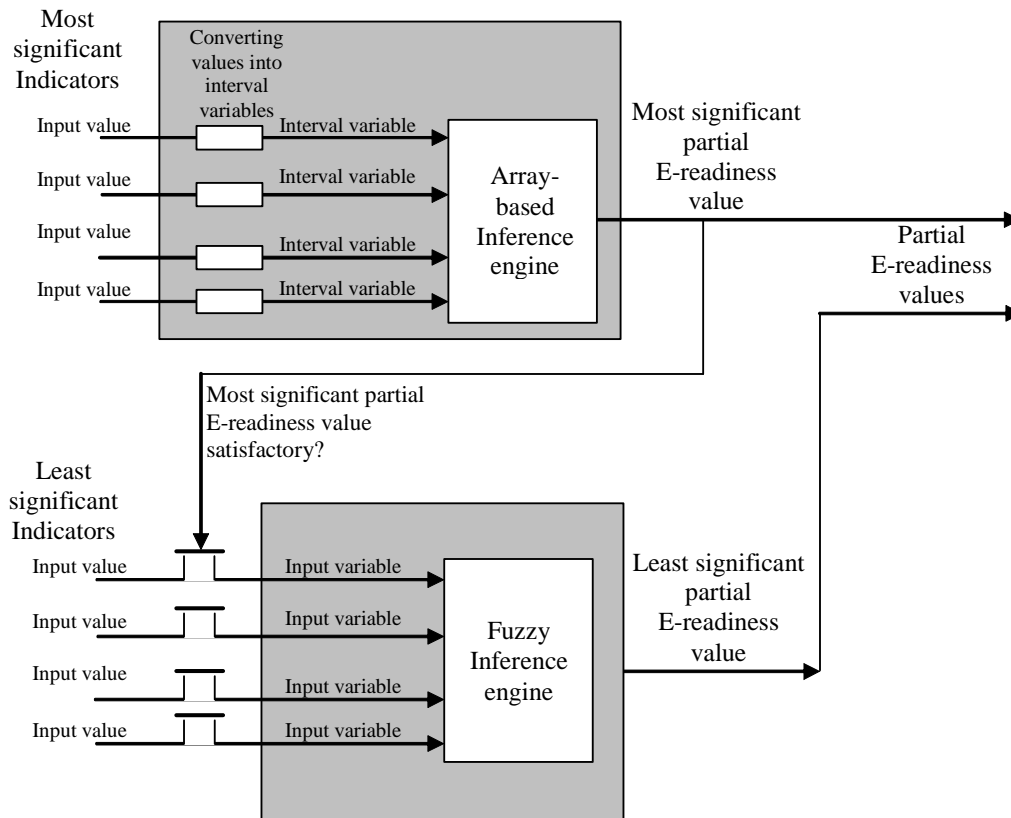 Most
significant
Indicators
Converting
values into
interval
variables
Input value
Interval variable
Input value
Interval variable
Input value
Interval variable
Input value
Interval variable
Array-
based
Inference
engine
Most significant
partial
E-readiness
value
Partial
E-readiness
values
Most significant partial
E-readiness value
satisfactory?
Least
significant
Indicators
Input value
Input variable
Input value
Input variable
Input value
Input variable
Input value
Input variable
Fuzzy
Inference
engine
Least significant
partial
E-readiness
value